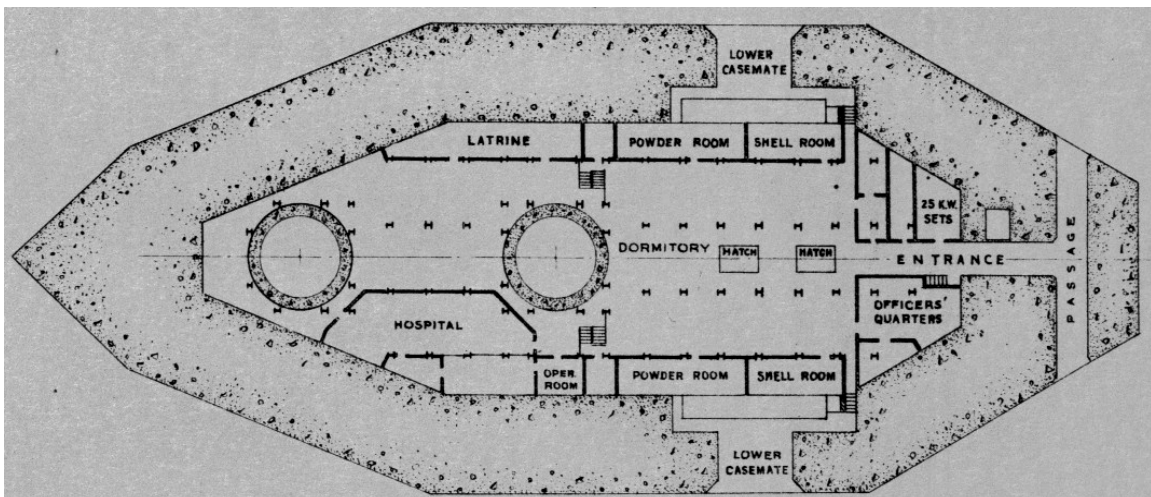 LOWER
CASEMATE
LATRINE
POWDER ROOM
SHELL ROOM
25 K.W.
SETS
DORMITORY
HATCH
HATCH
ENTRANCE
PASSAGE
HOSPITAL
OFFICERS'
QUARTERS
OPER.
ROOM
POWDER ROOM
SHELL ROOM
LOWER
CASEMATE